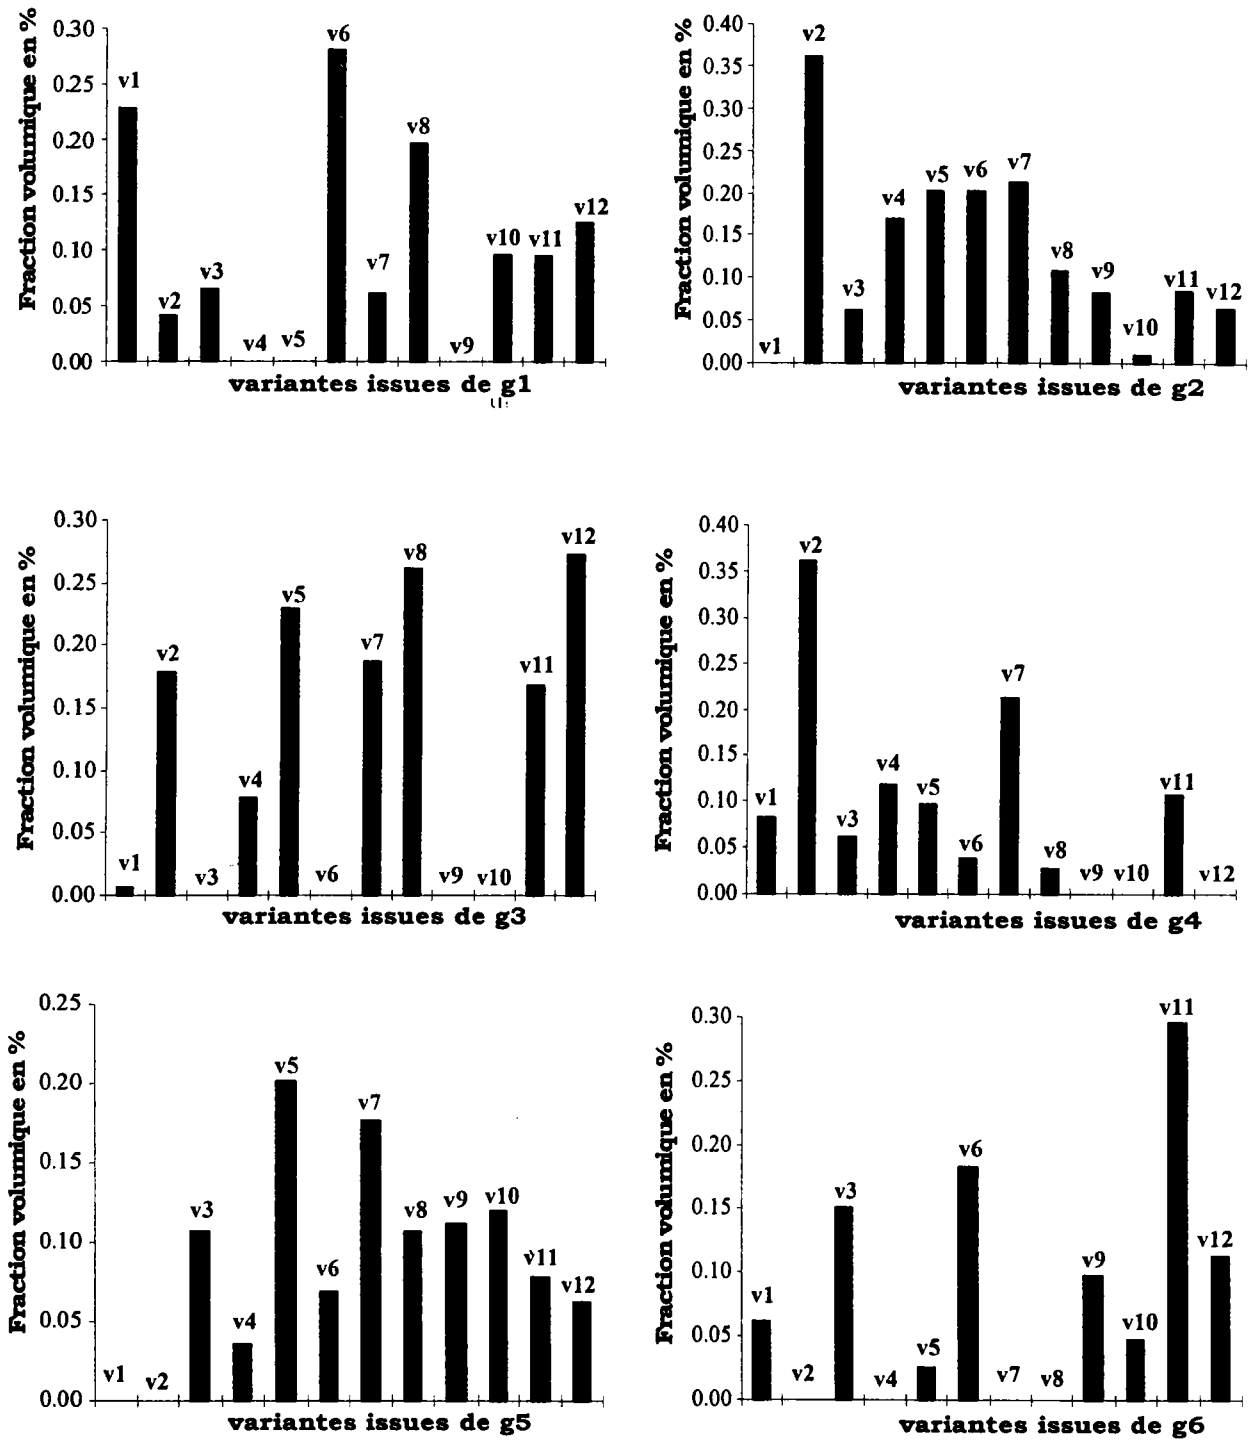 Fraction volumique en %
0.30
0.25
0.20
0.15
0.10
0.05
0.00
v1
v2
v3
v4
v5
v6
v7
v8
v9
v10
v11
v12
variantes issues de g1
Fraction volumique en %
0.40
0.35
0.30
0.25
0.20
0.15
0.10
0.05
0.00
v1
v2
v3
v4
v5
v6
v7
v8
v9
v10
v11
v12
variantes issues de g2
Fraction volumique en %
0.30
0.25
0.20
0.15
0.10
0.05
0.00
v1
v2
v3
v4
v5
v6
v7
v8
v9
v10
v11
v12
variantes issues de g3
Fraction volumique en %
0.40
0.35
0.30
0.25
0.20
0.15
0.10
0.05
0.00
v1
v2
v3
v4
v5
v6
v7
v8
v9
v10
v11
v12
variantes issues de g4
Fraction volumique en %
0.25
0.20
0.15
0.10
0.05
0.00
v1
v2
v3
v4
v5
v6
v7
v8
v9
v10
v11
v12
variantes issues de g5
Fraction volumique en %
0.30
0.25
0.20
0.15
0.10
0.05
0.00
v1
v2
v3
v4
v5
v6
v7
v8
v9
v10
v11
v12
variantes issues de g6